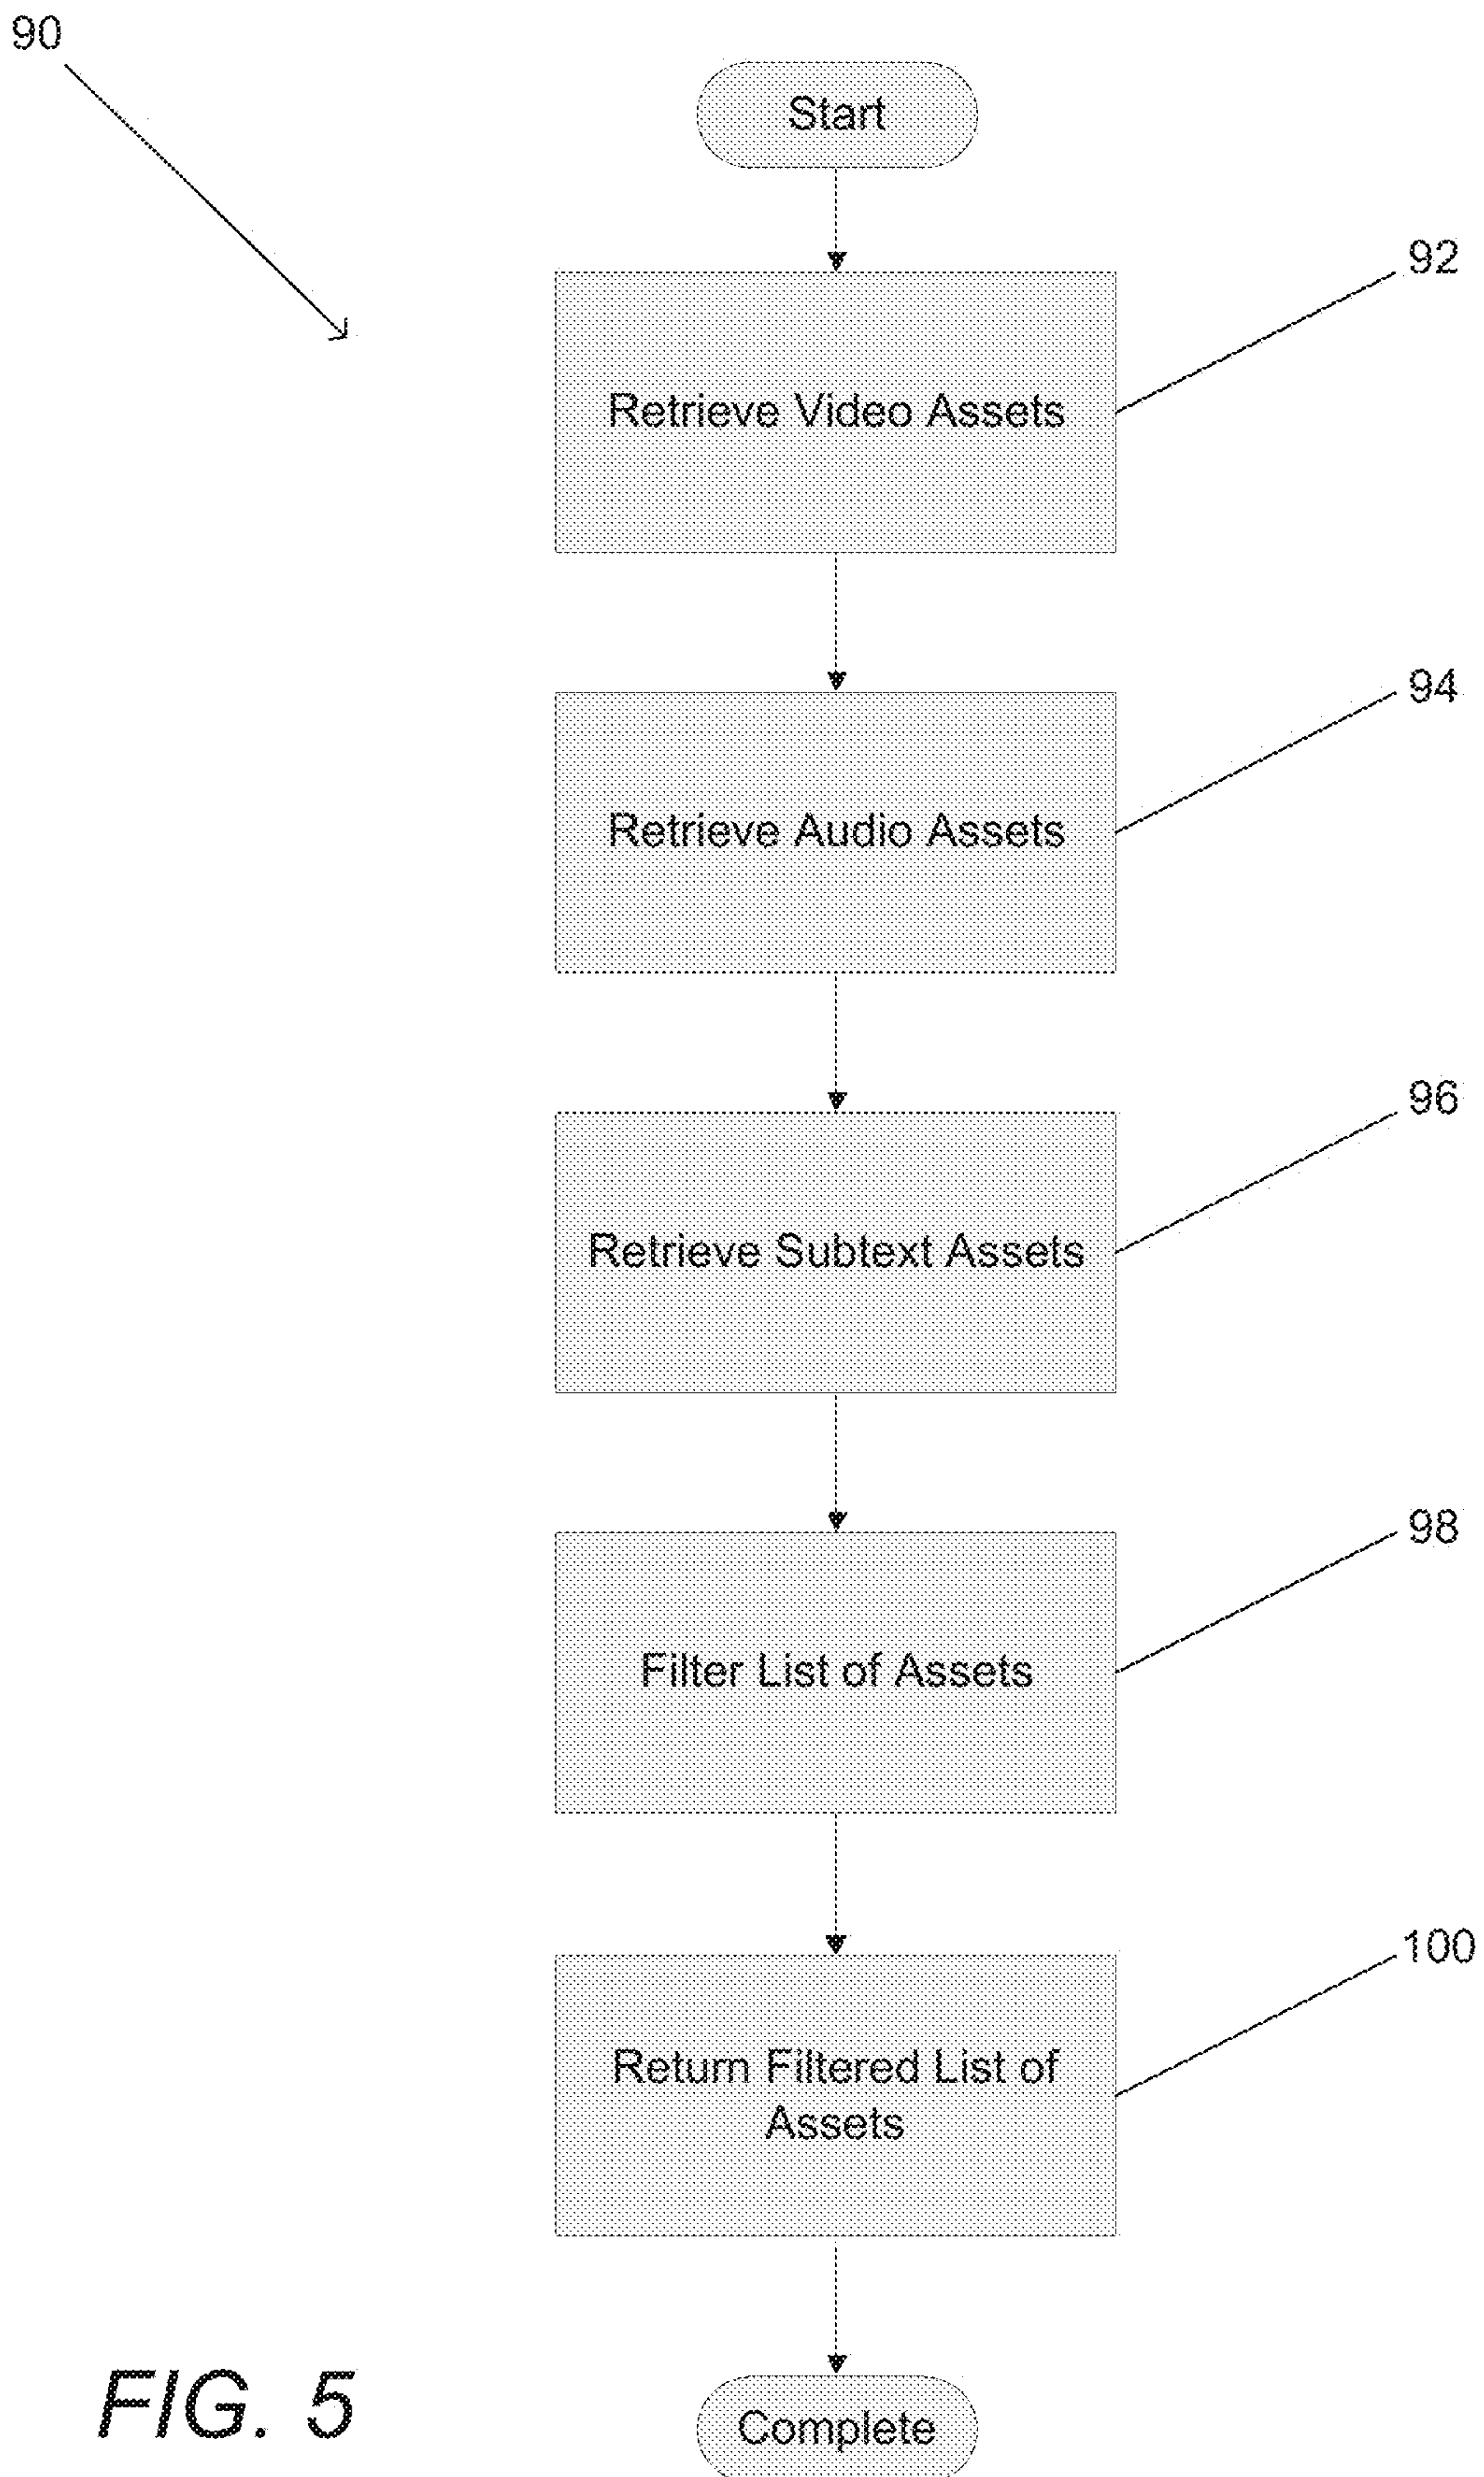 90
Start
92
Retrieve Video Assets
94
Retrieve Audio Assets
96
Retrieve Subtext Assets
98
Filter List of Assets
100
Return Filtered List of
Assets
Complete
FIG. 5